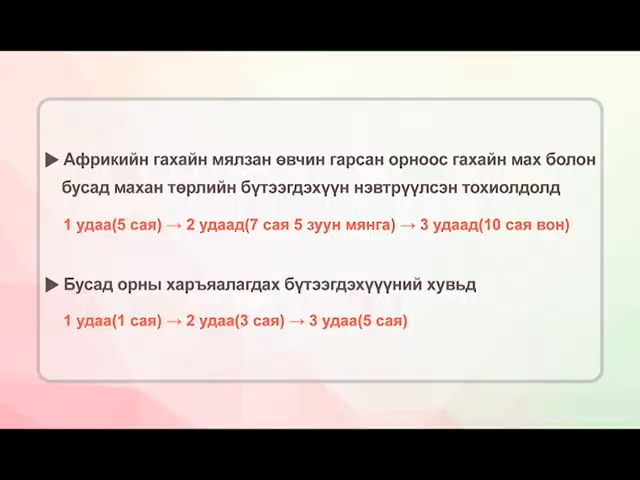 ▶ Африкийн гахайн мялзан өвчин гарсан орноос гахайн мах болон
бусад махан төрлийн бүтээгдэхүүн нэвтрүүлсэн тохиолдолд
1 удаа(5 сая) → 2 удаад(7 сая 5 зуун мянга) → 3 удаад(10 сая вон)
▶ Бусад орны харъяалагдах бүтээгдэхүүүний хувьд
1 удаа(1 сая) → 2 удаа(3 сая) → 3 удаа(5 сая)